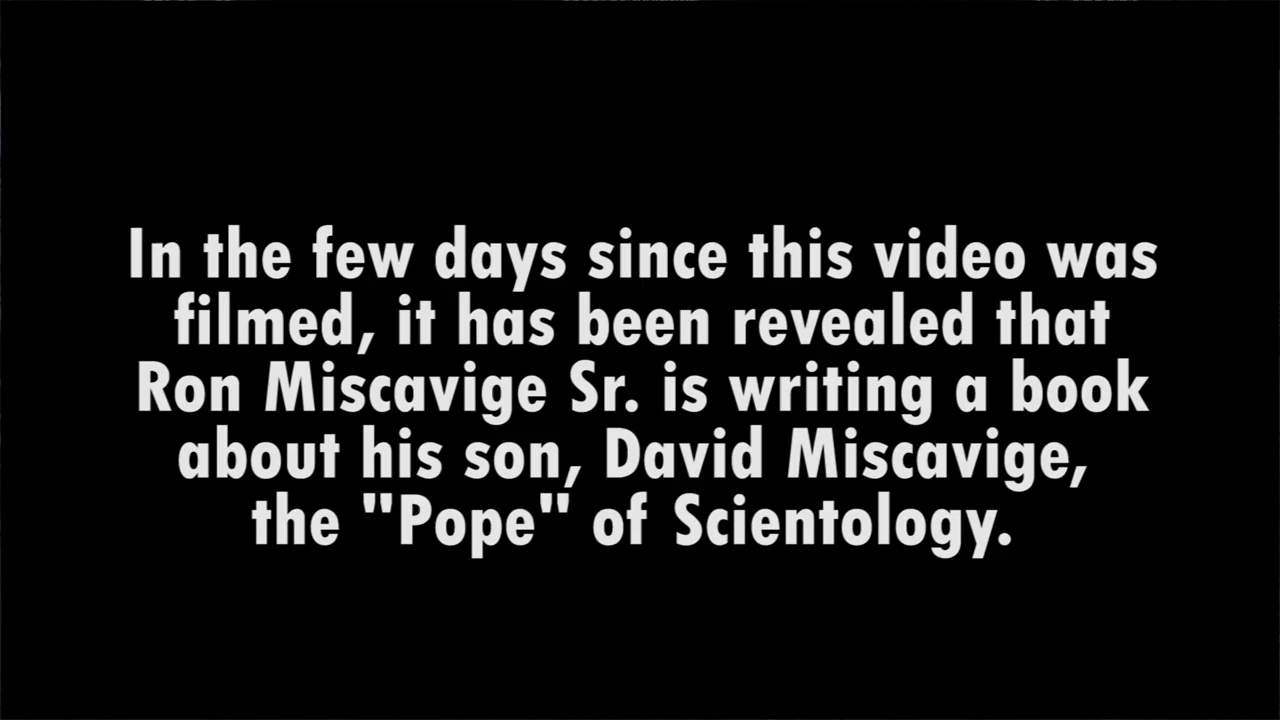 In the few days since this video was
filmed, it has been revealed that
Ron Miscavige Sr. is writing a book
about his son, David Miscavige,
the "Pope" of Scientology.